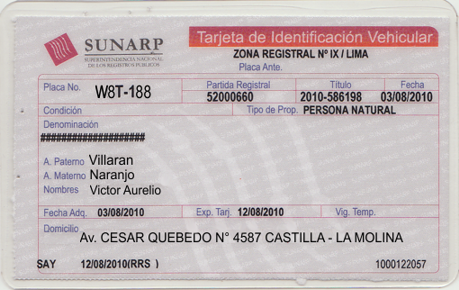 SUNARP
SUPERINTENDENCIA NACIONAL
DE LOS REGISTROS PÚBLICOS
Tarjeta de Identificación Vehicular
ZONA REGISTRAL Nº IX / LIMA
Placa Ante.
Placa No. W8T-188
Partida Registral Título Fecha
52000660 2010-586198 03/08/2010
Condición Tipo de Prop. PERSONA NATURAL
Denominación
####################
A. Paterno Villaran
A. Materno Naranjo
Nombres Victor Aurelio
Fecha Adq. 03/08/2010 Exp. Tarj. 12/08/2010 Vig. Temp.
Domicilio
Av. CESAR QUEBEDO N° 4587 CASTILLA - LA MOLINA
SAY 12/08/2010(RRS ) 1000122057